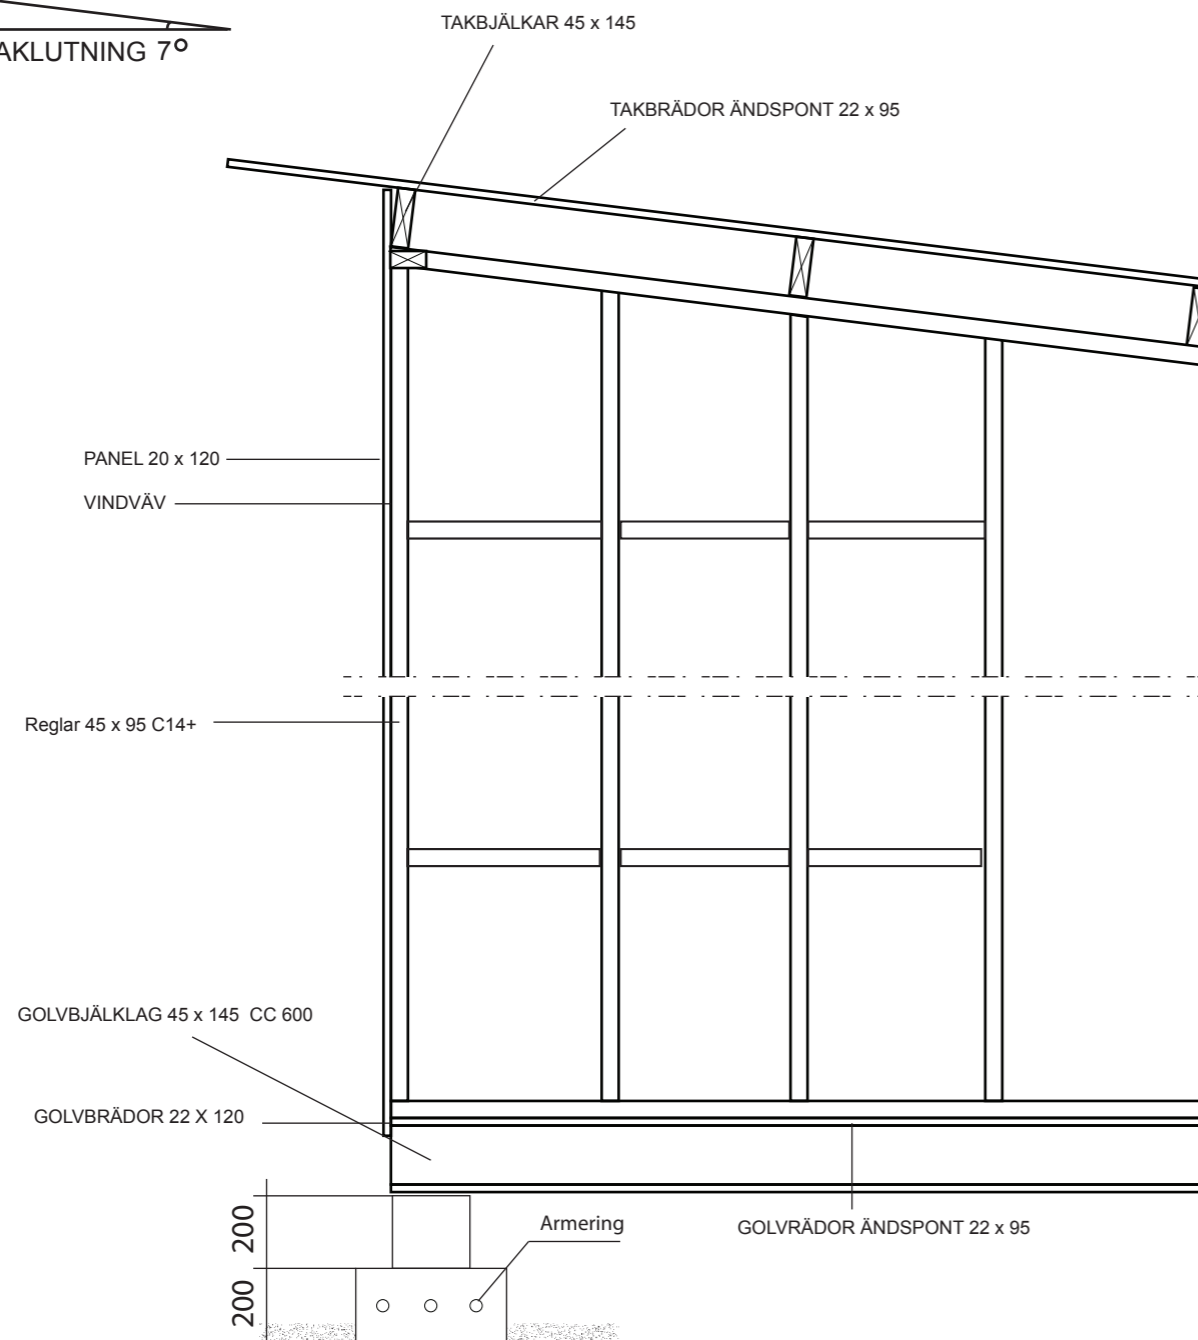 TAKBJÄLKAR 45 x 145
AKLUTNING 7°
TAKBRÄDOR ÄNDSPONT 22 x 95
PANEL 20 x 120
VINDVÄV
Reglar 45 x 95 C14+
GOLVBJÄLKLAG 45 x 145 CC 600
GOLVBRÄDOR 22 X 120
200
Armering
GOLVRÄDOR ÄNDSPONT 22 x 95
200